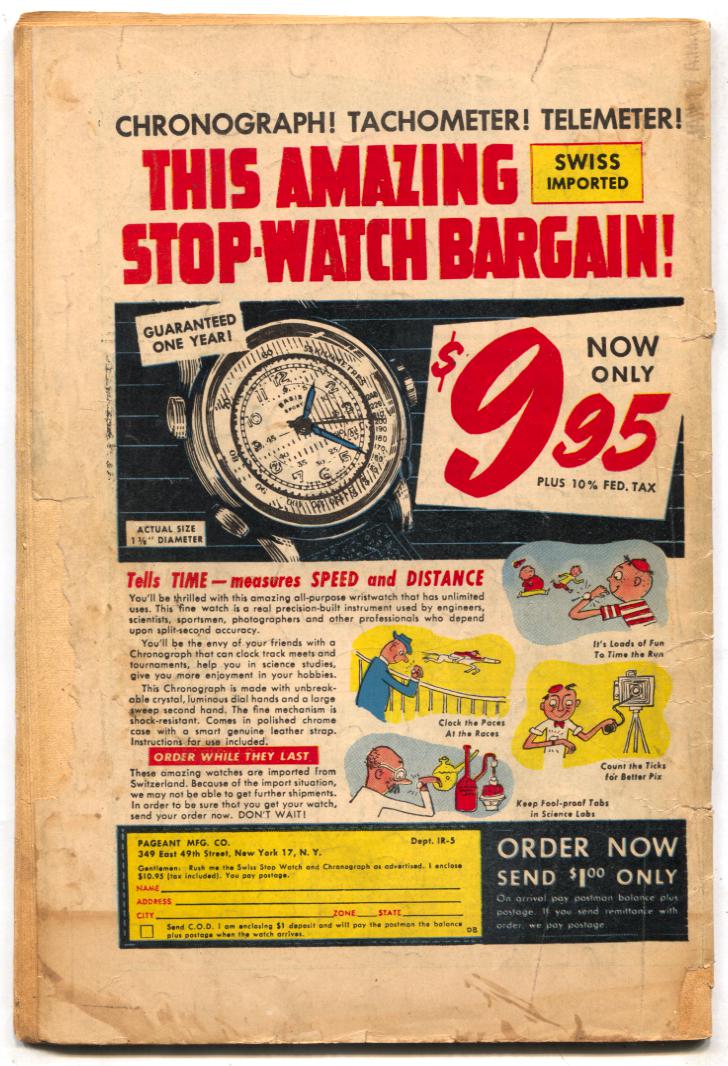 CHRONOGRAPH! TACHOMETER! TELEMETER!
THIS AMAZING
SWISS
IMPORTED
STOP-WATCH BARGAIN!
GUARANTEED
ONE YEAR!
$9.95
NOW
ONLY
PLUS 10% FED. TAX
ACTUAL SIZE
1⅜" DIAMETER
Tells TIME — measures SPEED and DISTANCE
You'll be thrilled with this amazing all-purpose wristwatch that has unlimited
uses. This fine watch is a real precision-built instrument used by engineers,
scientists, sportsmen, photographers and other professionals who depend
upon split-second accuracy.
You'll be the envy of your friends with a
Chronograph that can clock track meets and
tournaments, help you in science studies,
give you more enjoyment in your hobbies.
This Chronograph is made with unbreak-
able crystal, luminous dial hands and a large
sweep second hand. The fine mechanism is
shock-resistant. Comes in polished chrome
case with a smart genuine leather strap.
Instructions for use included.
ORDER WHILE THEY LAST
These amazing watches are imported from
Switzerland. Because of the import situation,
we may not be able to get further shipments.
In order to be sure that you get your watch,
send your order now. DON'T WAIT!
It's Loads of Fun
To Time the Run
Clock the Paces
At the Races
Count the Ticks
for Better Pix
Keep Fool-proof Tabs
in Science Labs
PAGEANT MFG. CO. Dept. IR-5
349 East 49th Street, New York 17, N. Y.
Gentlemen: Rush me the Swiss Stop Watch and Chronograph as advertised. I enclose
$10.95 (tax included). You pay postage.
NAME
ADDRESS
CITY ZONE STATE
Send C.O.D. I am enclosing $1 deposit and will pay the postman the balance
plus postage when the watch arrives. DB
ORDER NOW
SEND $1.00 ONLY
On arrival pay postman balance plus
postage. If you send remittance with
order, we pay postage.